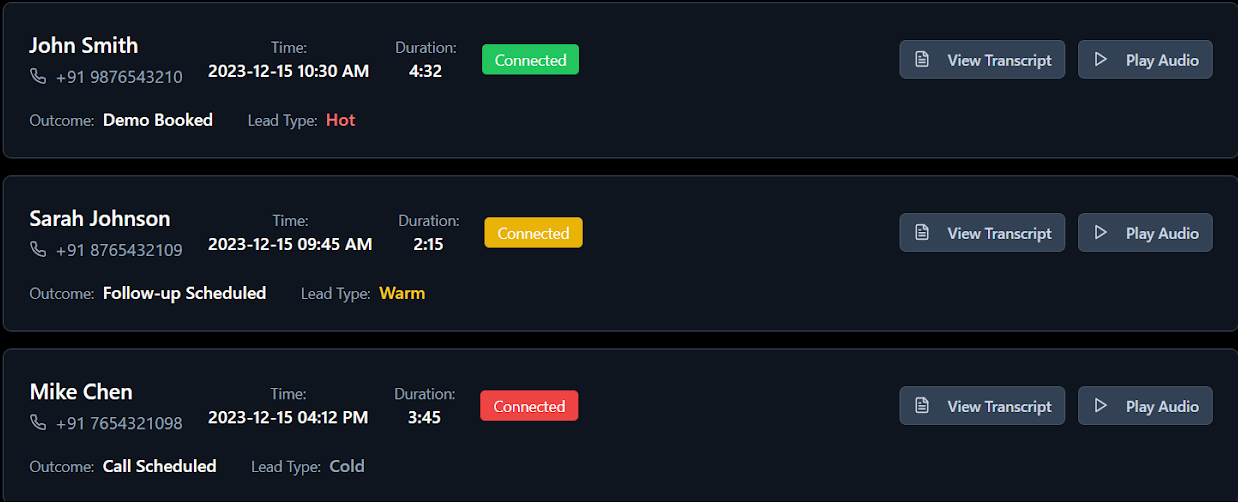 John Smith
Time:
Duration:
Connected
View Transcript
Play Audio
+91 9876543210
2023-12-15 10:30 AM
4:32
Outcome: Demo Booked Lead Type: Hot
Sarah Johnson
Time:
Duration:
Connected
View Transcript
Play Audio
+91 8765432109
2023-12-15 09:45 AM
2:15
Outcome: Follow-up Scheduled Lead Type: Warm
Mike Chen
Time:
Duration:
Connected
View Transcript
Play Audio
+91 7654321098
2023-12-15 04:12 PM
3:45
Outcome: Call Scheduled Lead Type: Cold